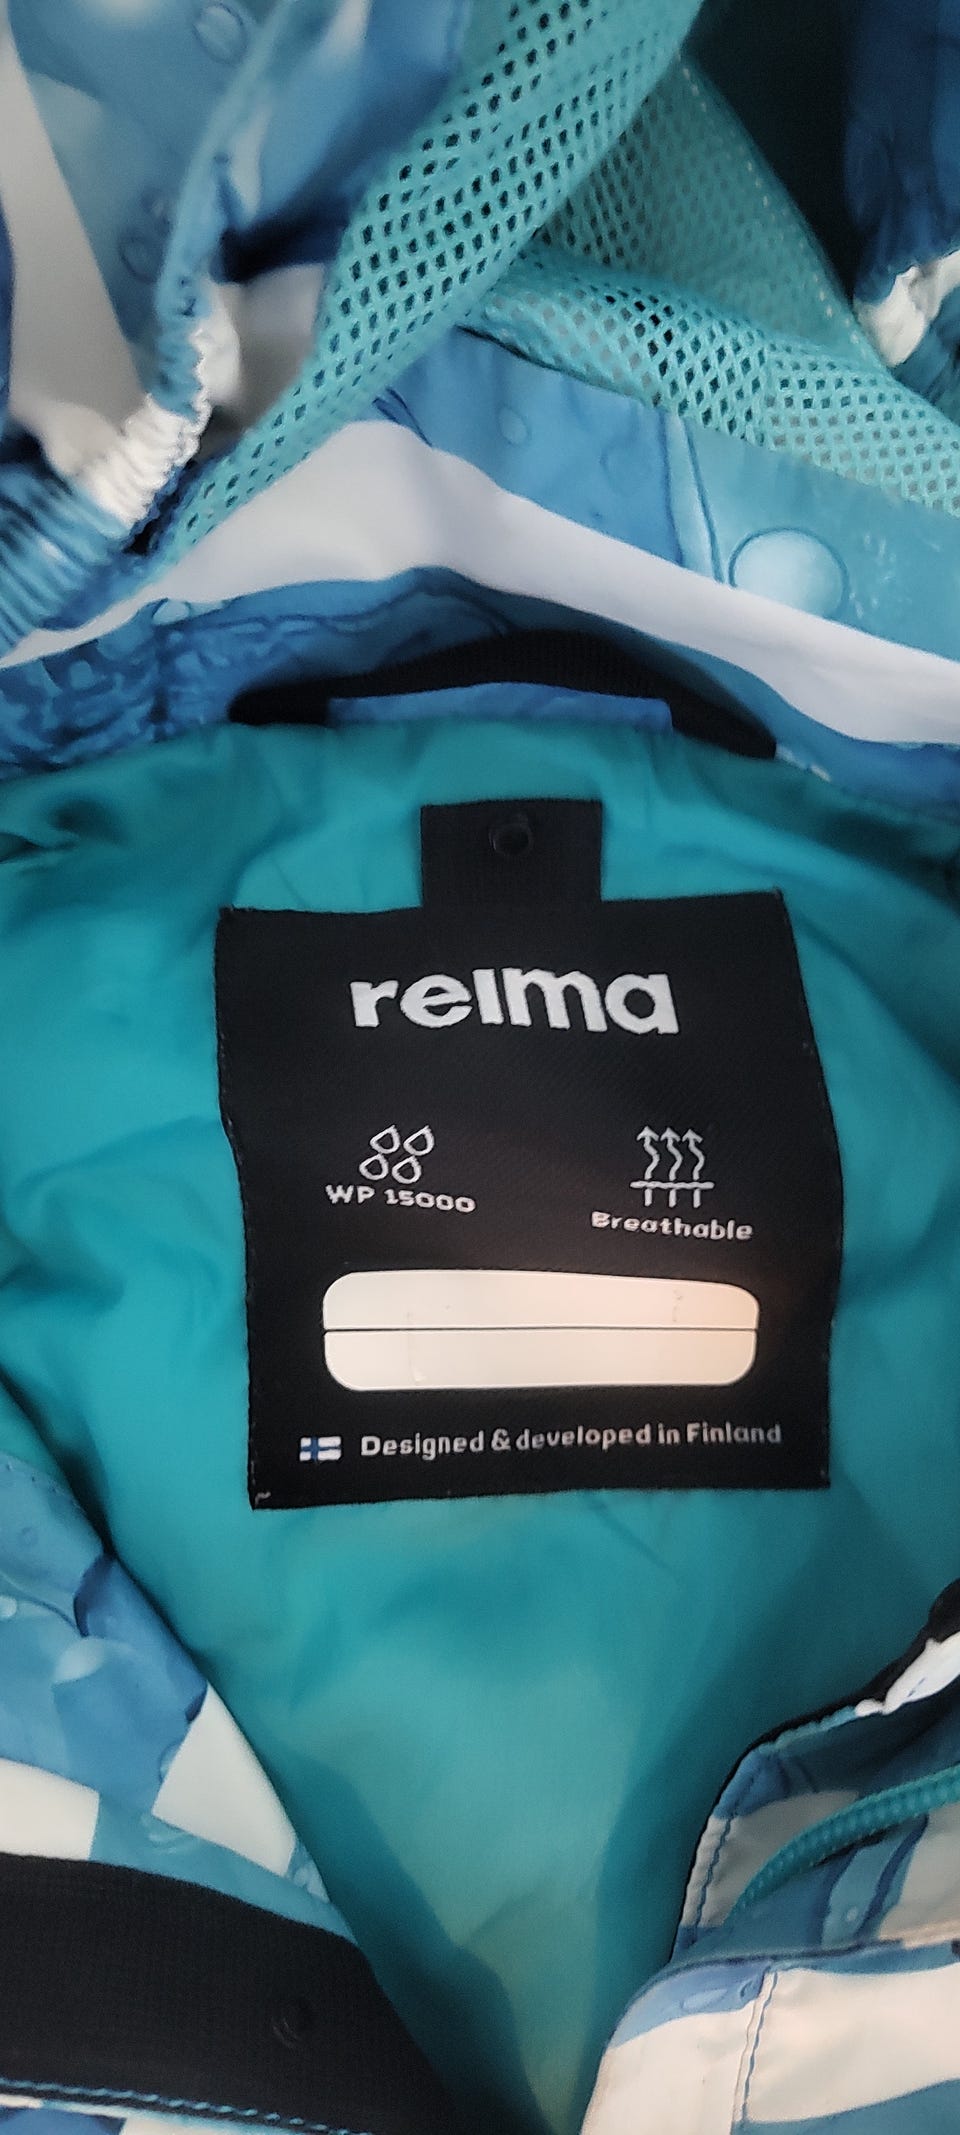 reima
WP 15000
Breathable
Designed & developed in Finland